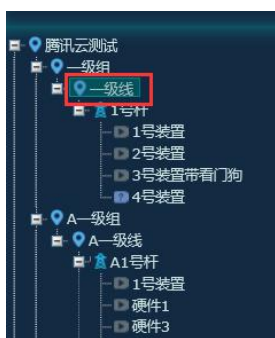 腾讯云测试
一级组
一级线
1号杆
1号装置
2号装置
3号装置带看门狗
4号装置
A一级组
A一级线
A1号杆
1号装置
硬件1
硬件3